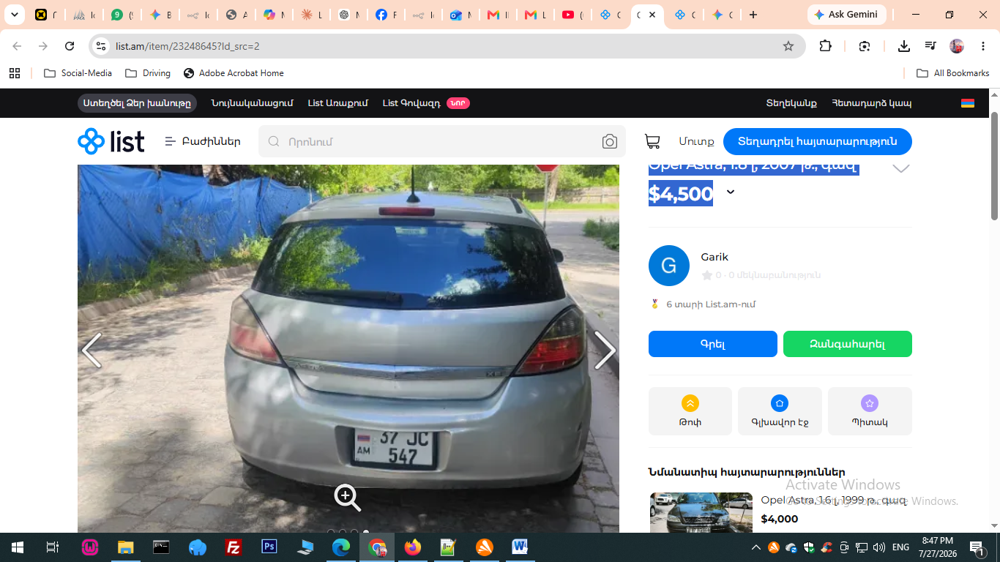 list.am/item/23248645?ld_src=2
Ask Gemini
Social-Media
Driving
Adobe Acrobat Home
All Bookmarks
Ստեղծել Ձեր խանութը
Նույնականացում
List Առաքում
List Գովազդ
ՆՈՐ
Տեղեկանք
Հետադարձ կապ
list
Բաժիններ
Որոնում
Մուտք
Տեղադրել հայտարարություն
Opel Astra, 1.8 լ, 2007 թ., գազ
$4,500
G
Garik
0 - 0 մեկնաբանություն
6 տարի List.am-ում
Գրել
Զանգահարել
Թոփ
Գլխավոր էջ
Պիտակ
AM
37 JC
547
Նմանատիպ հայտարարություններ
Opel Astra, 1.6 լ, 1999 թ., գազ
$4,000
Activate Windows
Go to Settings to activate Windows.
ENG
8:47 PM
7/27/2026